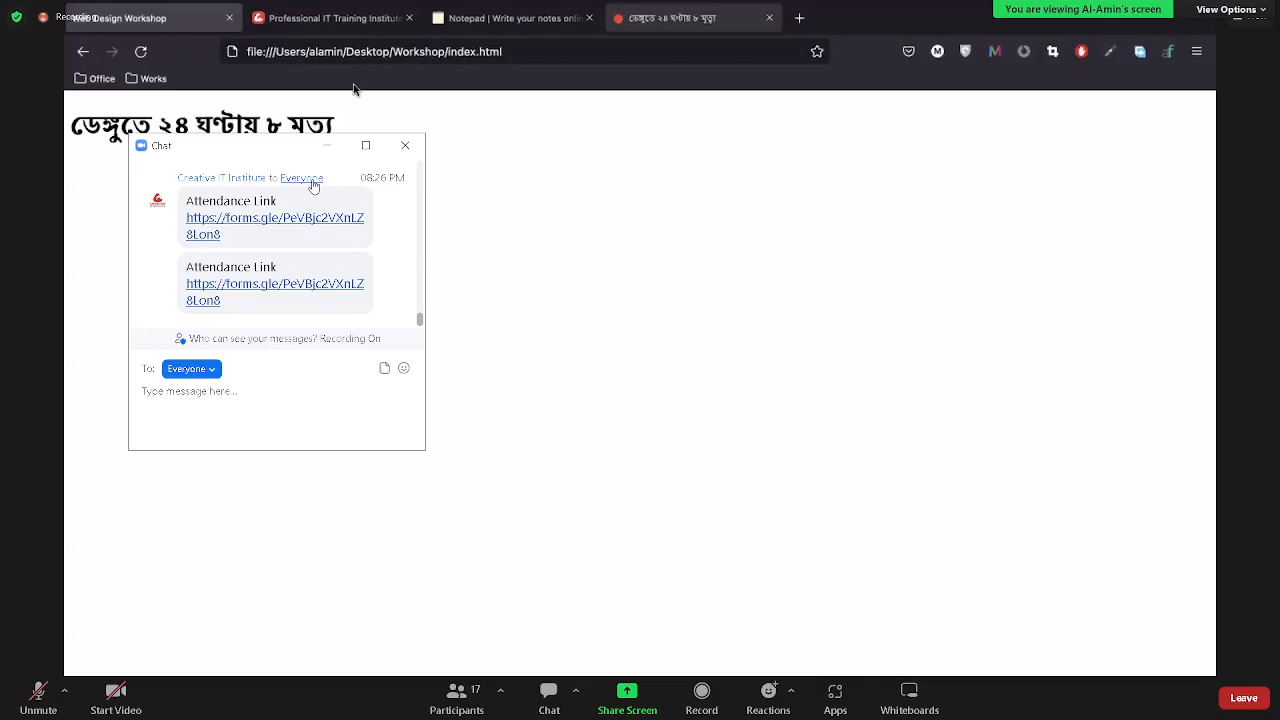 Recording
Design Workshop
Professional IT Training Institute
Notepad | Write your notes onlin
ডেঙ্গুতে ২৪ ঘণ্টায় ৮ মৃত্যু
You are viewing Al-Amin's screen
View Options
file:///Users/alamin/Desktop/Workshop/index.html
Office
Works
ডেঙ্গুতে ২৪ ঘণ্টায় ৮ মৃত্যু
Chat
Creative IT Institute to Everyone
08:26 PM
Attendance Link
https://forms.gle/PeVBjc2VXnLZ
8Lon8
Attendance Link
https://forms.gle/PeVBjc2VXnLZ
8Lon8
Who can see your messages? Recording On
To: Everyone
Type message here...
Unmute
Start Video
17
Participants
Chat
Share Screen
Record
Reactions
Apps
Whiteboards
Leave